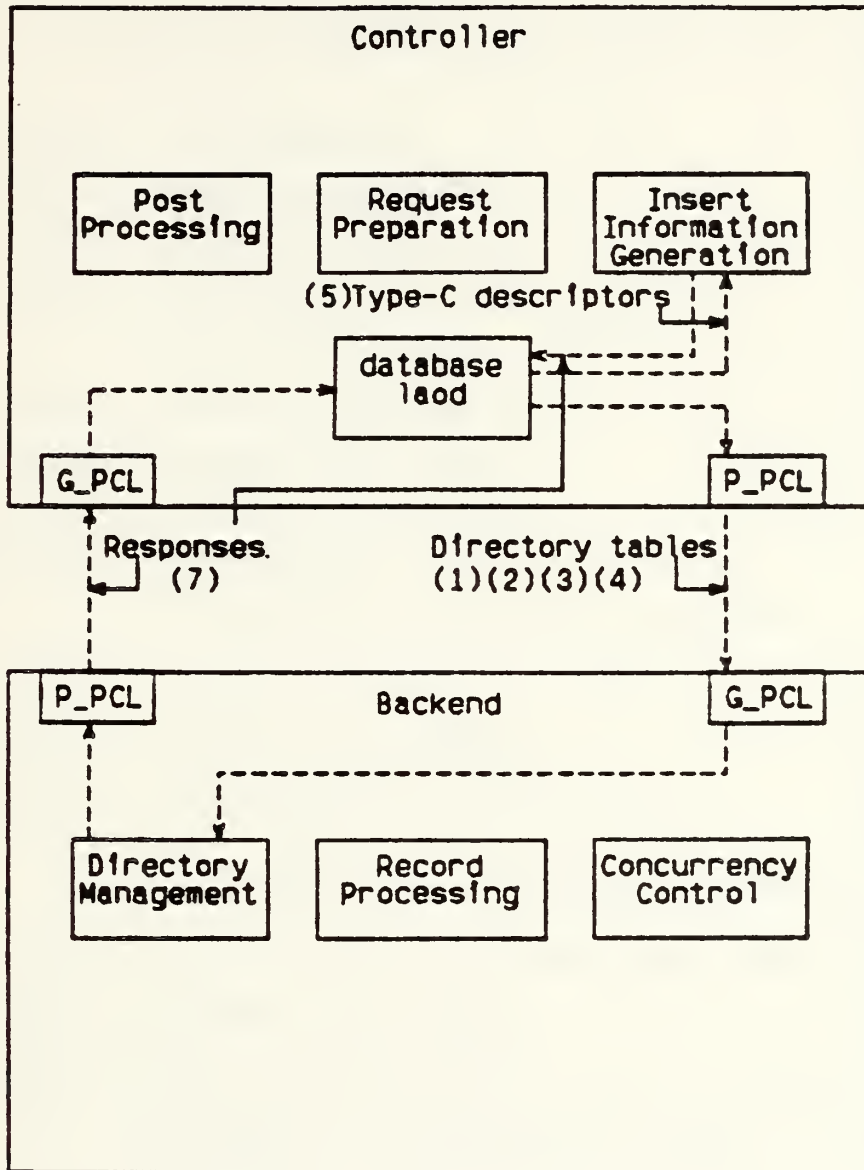 Controller
Post
Processing
Request
Preparation
Insert
Information
Generation
(5)Type-C descriptors
database
laod
G_PCL
P_PCL
Responses.
(7)
Directory tables
(1)(2)(3)(4)
P_PCL
Backend
G_PCL
Directory
Management
Record
Processing
Concurrency
Control